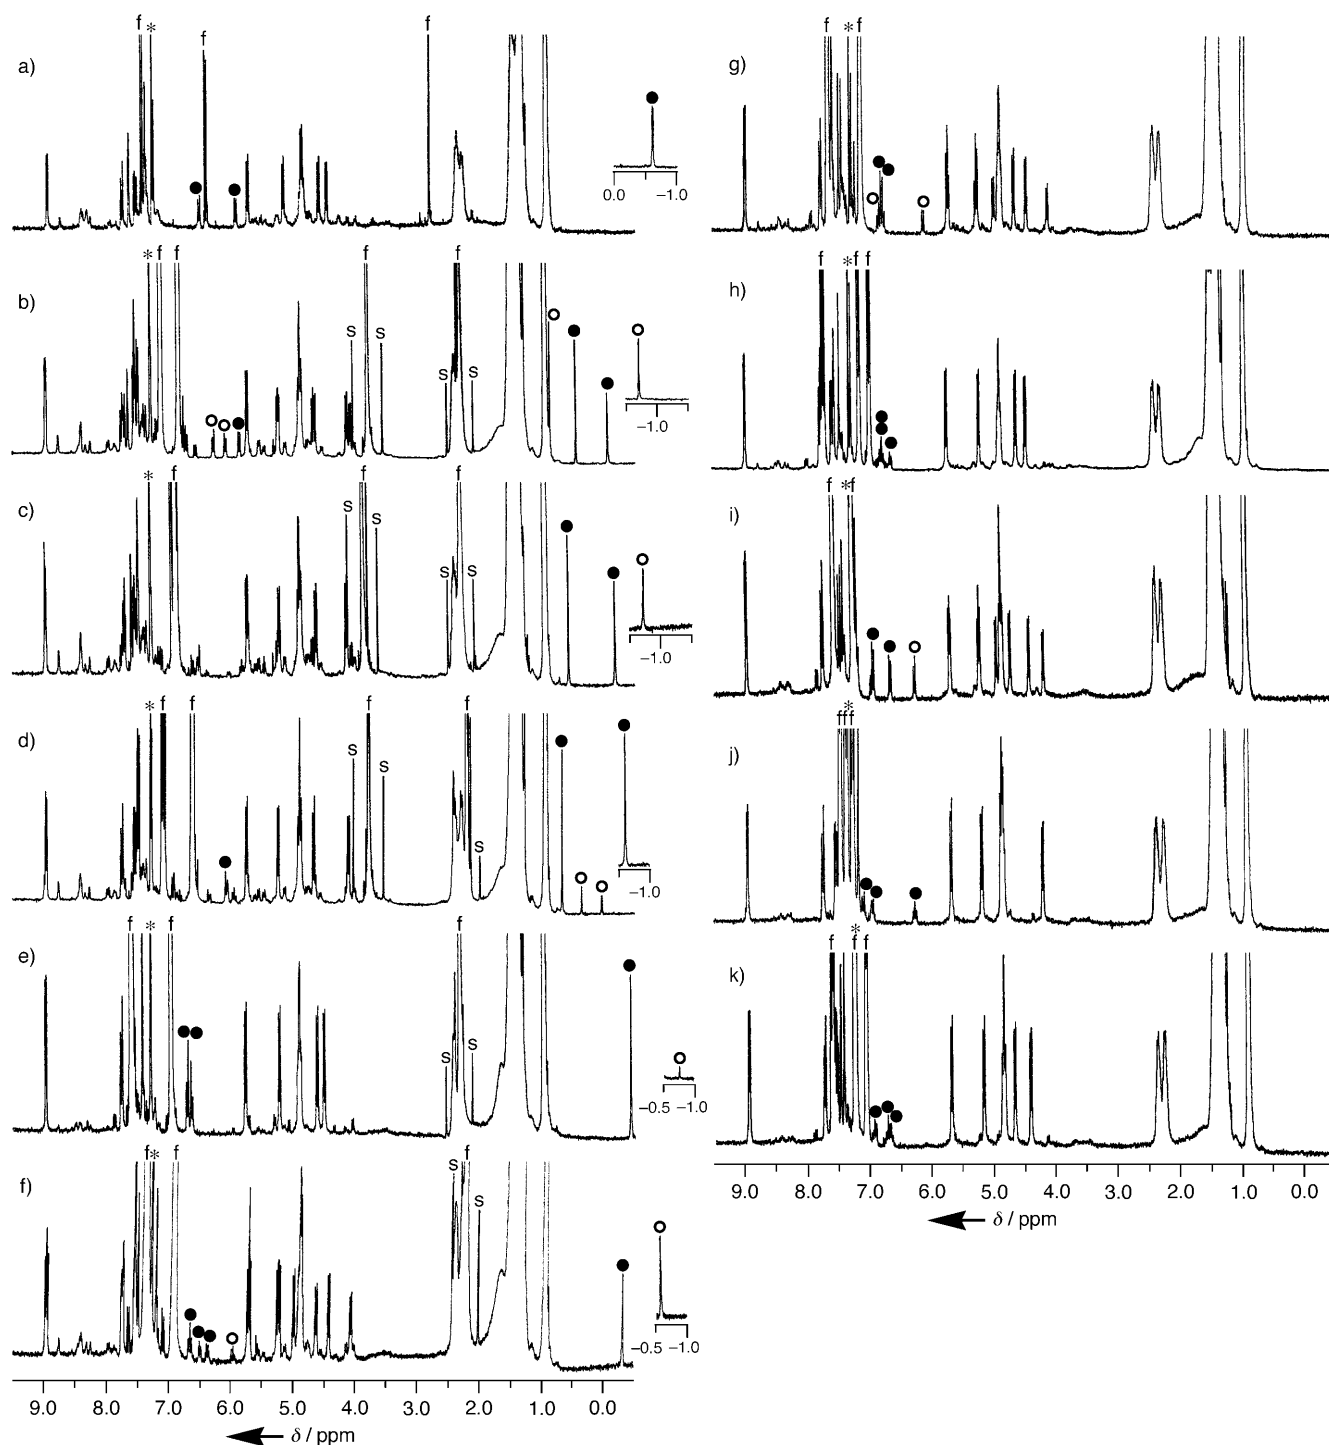 f * f f
a)
0.0 -1.0
* f f f f
b)
s s s s
-1.0
* f f f
c)
s s s s
-1.0
* f f f f
d)
s s s
-1.0
f * f f
e)
s s
-0.5 -1.0
f * f s f
f)
s
-0.5 -1.0
9.0 8.0 7.0 6.0 5.0 4.0 3.0 2.0 1.0 0.0
δ / ppm
f * f
g)
f * f f
h)
f * f
i)
f f f *
j)
f * f f
k)
9.0 8.0 7.0 6.0 5.0 4.0 3.0 2.0 1.0 0.0
δ / ppm